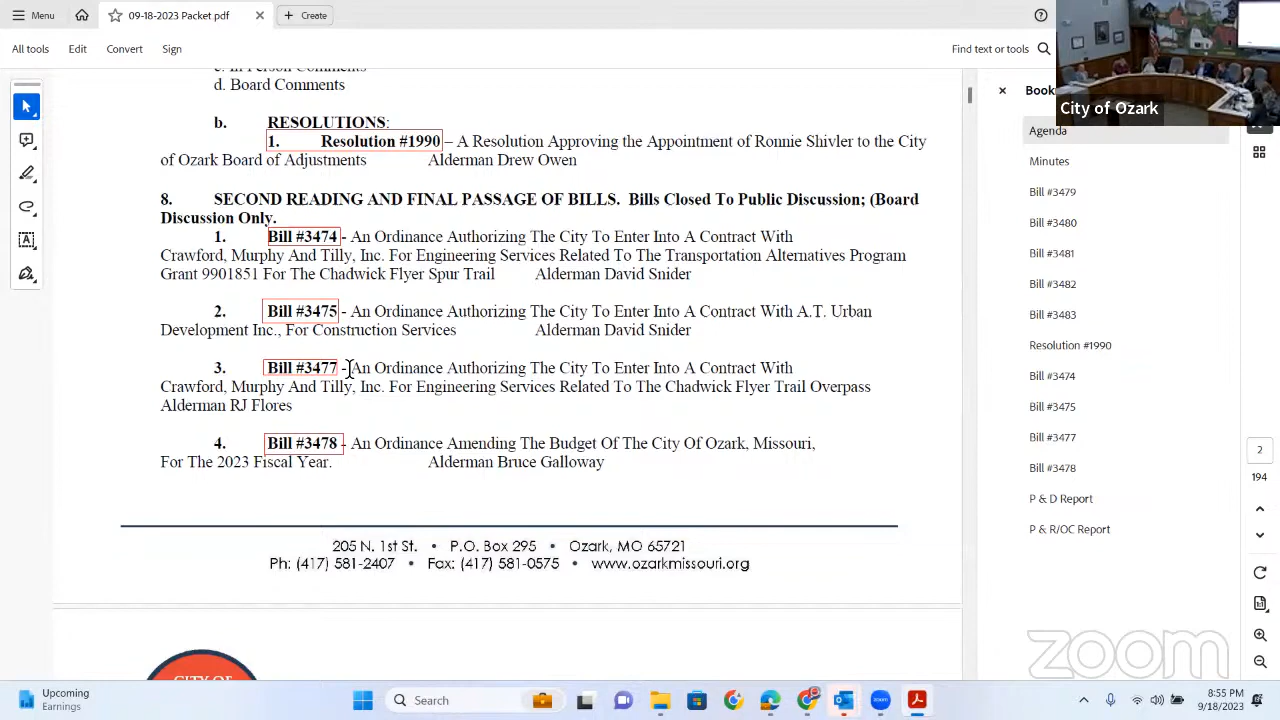 Menu
09-18-2023 Packet.pdf
Create
All tools
Edit
Convert
Sign
Find text or tools
City of Ozark
d. Board Comments
b. RESOLUTIONS:
1. Resolution #1990 – A Resolution Approving the Appointment of Ronnie Shivler to the City
of Ozark Board of Adjustments Alderman Drew Owen
8. SECOND READING AND FINAL PASSAGE OF BILLS. Bills Closed To Public Discussion; (Board
Discussion Only.
1. Bill #3474 - An Ordinance Authorizing The City To Enter Into A Contract With
Crawford, Murphy And Tilly, Inc. For Engineering Services Related To The Transportation Alternatives Program
Grant 9901851 For The Chadwick Flyer Spur Trail Alderman David Snider
2. Bill #3475 - An Ordinance Authorizing The City To Enter Into A Contract With A.T. Urban
Development Inc., For Construction Services Alderman David Snider
3. Bill #3477 - An Ordinance Authorizing The City To Enter Into A Contract With
Crawford, Murphy And Tilly, Inc. For Engineering Services Related To The Chadwick Flyer Trail Overpass
Alderman RJ Flores
4. Bill #3478 - An Ordinance Amending The Budget Of The City Of Ozark, Missouri,
For The 2023 Fiscal Year. Alderman Bruce Galloway
205 N. 1st St. • P.O. Box 295 • Ozark, MO 65721
Ph: (417) 581-2407 • Fax: (417) 581-0575 • www.ozarkmissouri.org
CITY OF
Agenda
Minutes
Bill #3479
Bill #3480
Bill #3481
Bill #3482
Bill #3483
Resolution #1990
Bill #3474
Bill #3475
Bill #3477
Bill #3478
P & D Report
P & R/OC Report
2
194
zoom
Upcoming
Earnings
Search
zoom
8:55 PM
9/18/2023